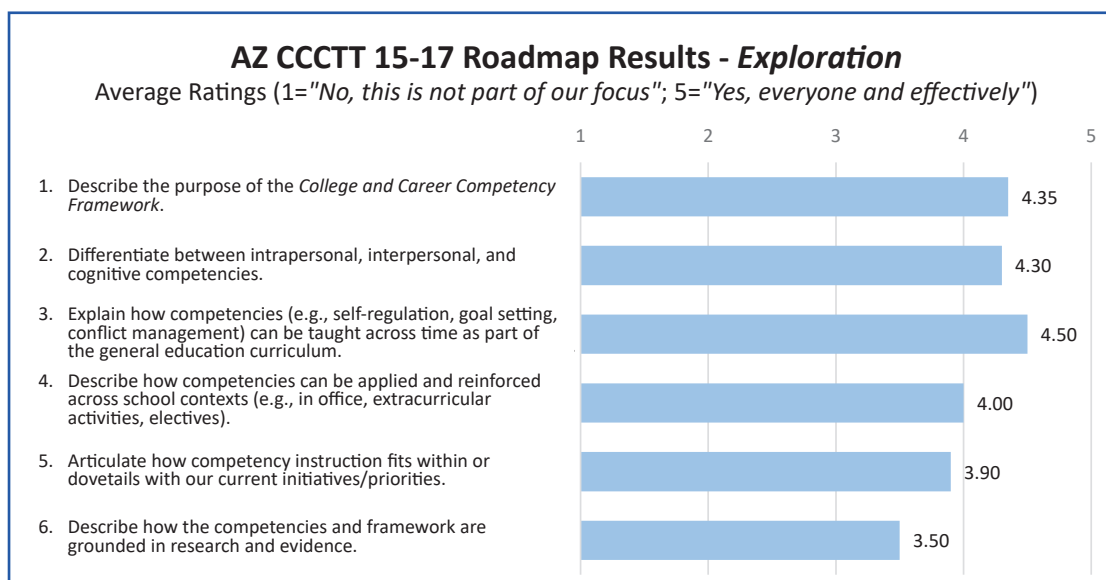 AZ CCCTT 15-17 Roadmap Results - Exploration
Average Ratings (1="No, this is not part of our focus"; 5="Yes, everyone and effectively")
1 2 3 4 5
1. Describe the purpose of the College and Career Competency
Framework.
4.35
2. Differentiate between intrapersonal, interpersonal, and
cognitive competencies.
4.30
3. Explain how competencies (e.g., self-regulation, goal setting,
conflict management) can be taught across time as part of
the general education curriculum.
4.50
4. Describe how competencies can be applied and reinforced
across school contexts (e.g., in office, extracurricular
activities, electives).
4.00
5. Articulate how competency instruction fits within or
dovetails with our current initiatives/priorities.
3.90
6. Describe how the competencies and framework are
grounded in research and evidence.
3.50